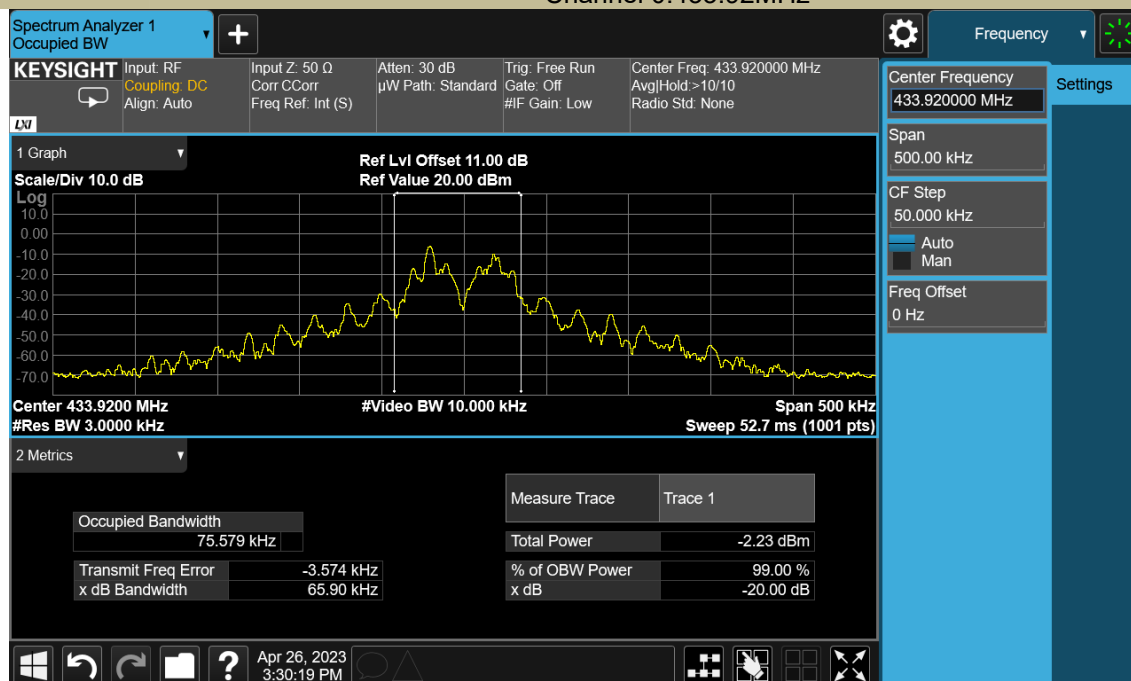 Spectrum Analyzer 1
Occupied BW
Frequency
KEYSIGHT
Input: RF
Coupling: DC
Align: Auto
Input Z: 50 Ω
Corr CCorr
Freq Ref: Int (S)
Atten: 30 dB
µW Path: Standard
Trig: Free Run
Gate: Off
#IF Gain: Low
Center Freq: 433.920000 MHz
Avg|Hold:>10/10
Radio Std: None
LXI
Center Frequency
433.920000 MHz
Settings
Span
500.00 kHz
CF Step
50.000 kHz
Auto
Man
Freq Offset
0 Hz
1 Graph
Ref Lvl Offset 11.00 dB
Scale/Div 10.0 dB
Ref Value 20.00 dBm
Log
10.0
0.00
-10.0
-20.0
-30.0
-40.0
-50.0
-60.0
-70.0
Center 433.9200 MHz
#Video BW 10.000 kHz
Span 500 kHz
#Res BW 3.0000 kHz
Sweep 52.7 ms (1001 pts)
2 Metrics
Measure Trace
Trace 1
Occupied Bandwidth
75.579 kHz
Total Power
-2.23 dBm
Transmit Freq Error
-3.574 kHz
% of OBW Power
99.00 %
x dB Bandwidth
65.90 kHz
x dB
-20.00 dB
?
Apr 26, 2023
3:30:19 PM